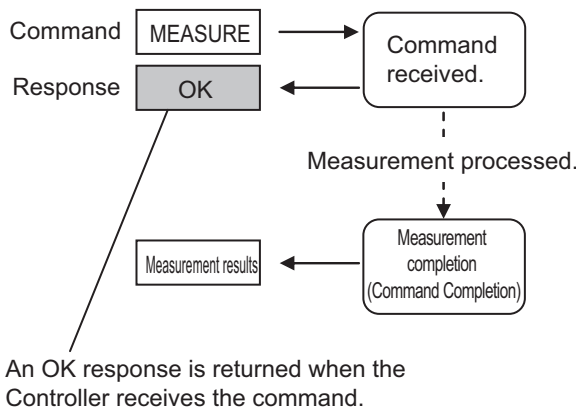 Command
MEASURE
Command
received.
Response
OK
Measurement processed.
Measurement results
Measurement
completion
(Command Completion)
An OK response is returned when the
Controller receives the command.